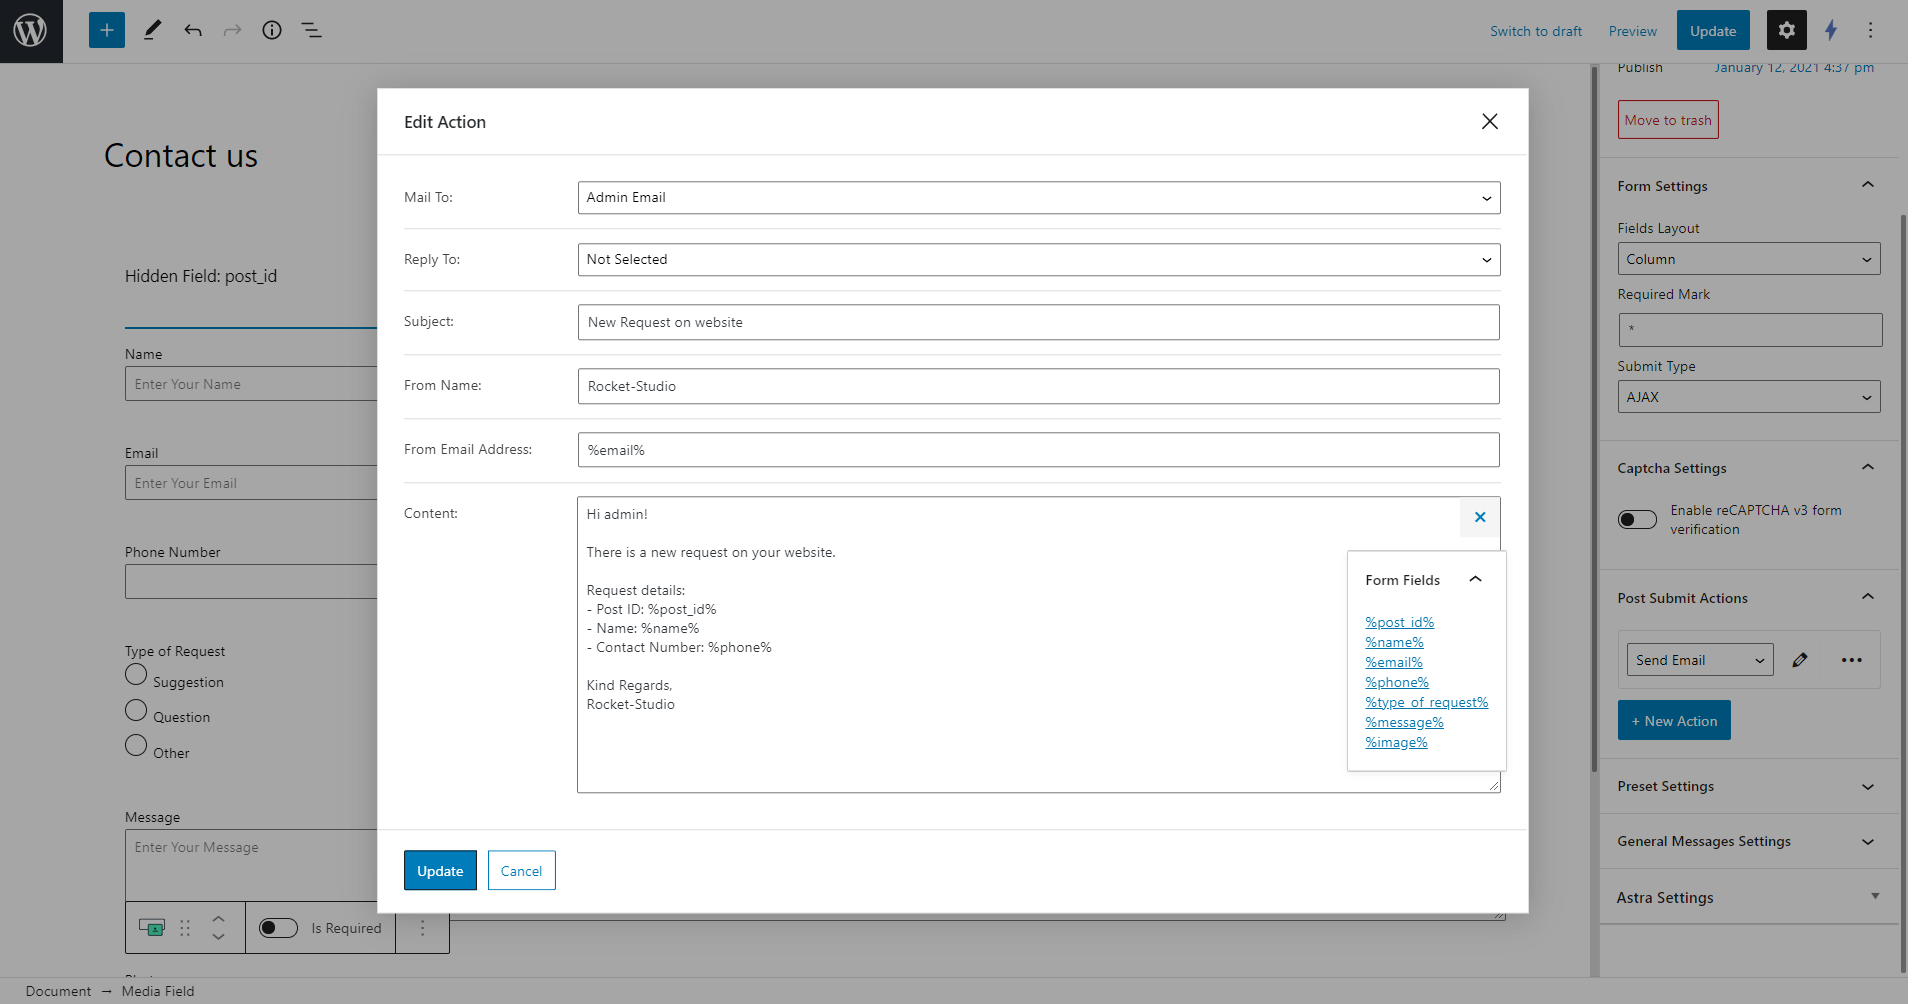 Switch to draft
Preview
Update
Publish
January 12, 2021 4:37 pm
Move to trash
Contact us
Hidden Field: post_id
Name
Enter Your Name
Email
Enter Your Email
Phone Number
Type of Request
Suggestion
Question
Other
Message
Enter Your Message
Is Required
Edit Action
Mail To:
Admin Email
Reply To:
Not Selected
Subject:
New Request on website
From Name:
Rocket-Studio
From Email Address:
%email%
Content:
Hi admin!
There is a new request on your website.
Request details:
- Post ID: %post_id%
- Name: %name%
- Contact Number: %phone%
Kind Regards,
Rocket-Studio
Form Fields
%post_id%
%name%
%email%
%phone%
%type_of_request%
%message%
%image%
Update
Cancel
Form Settings
Fields Layout
Column
Required Mark
*
Submit Type
AJAX
Captcha Settings
Enable reCAPTCHA v3 form
verification
Post Submit Actions
Send Email
+ New Action
Preset Settings
General Messages Settings
Astra Settings
Document → Media Field